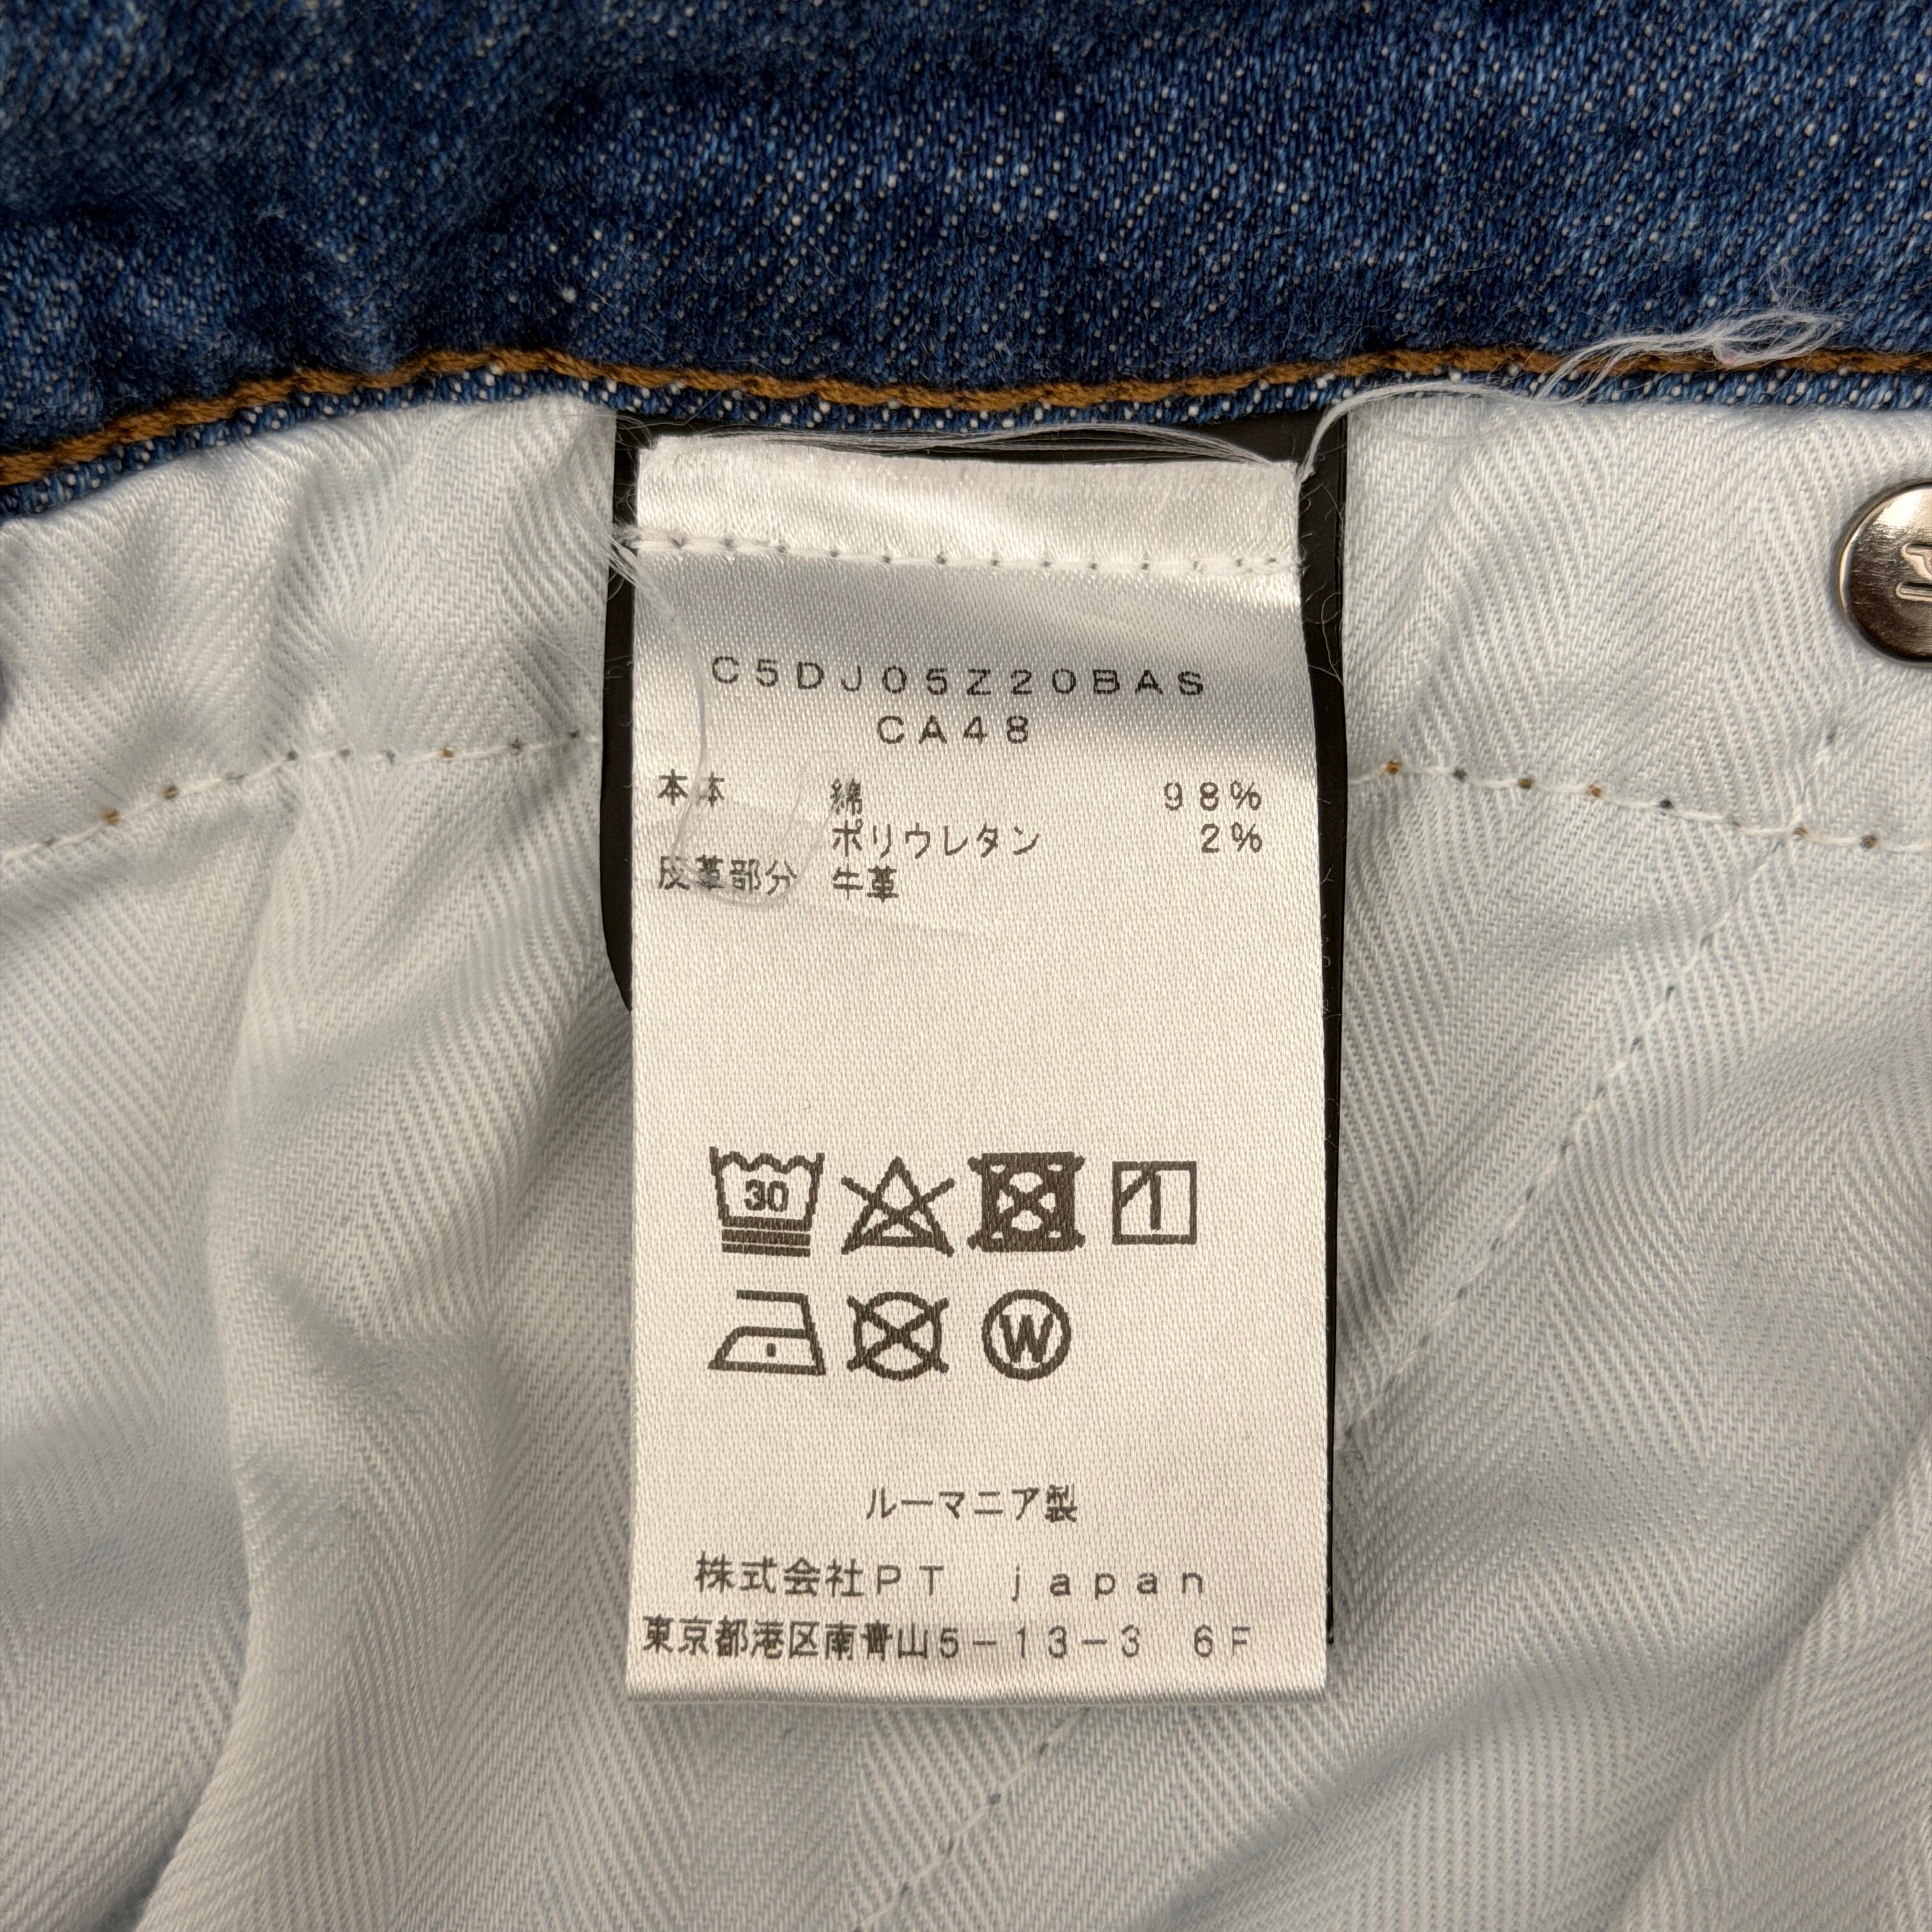 C5DJ05Z20BAS
CA48
本体 綿 98%
ポリウレタン 2%
皮革部分 牛革
30
W
ルーマニア製
株式会社PT japan
東京都港区南青山5-13-3 6F